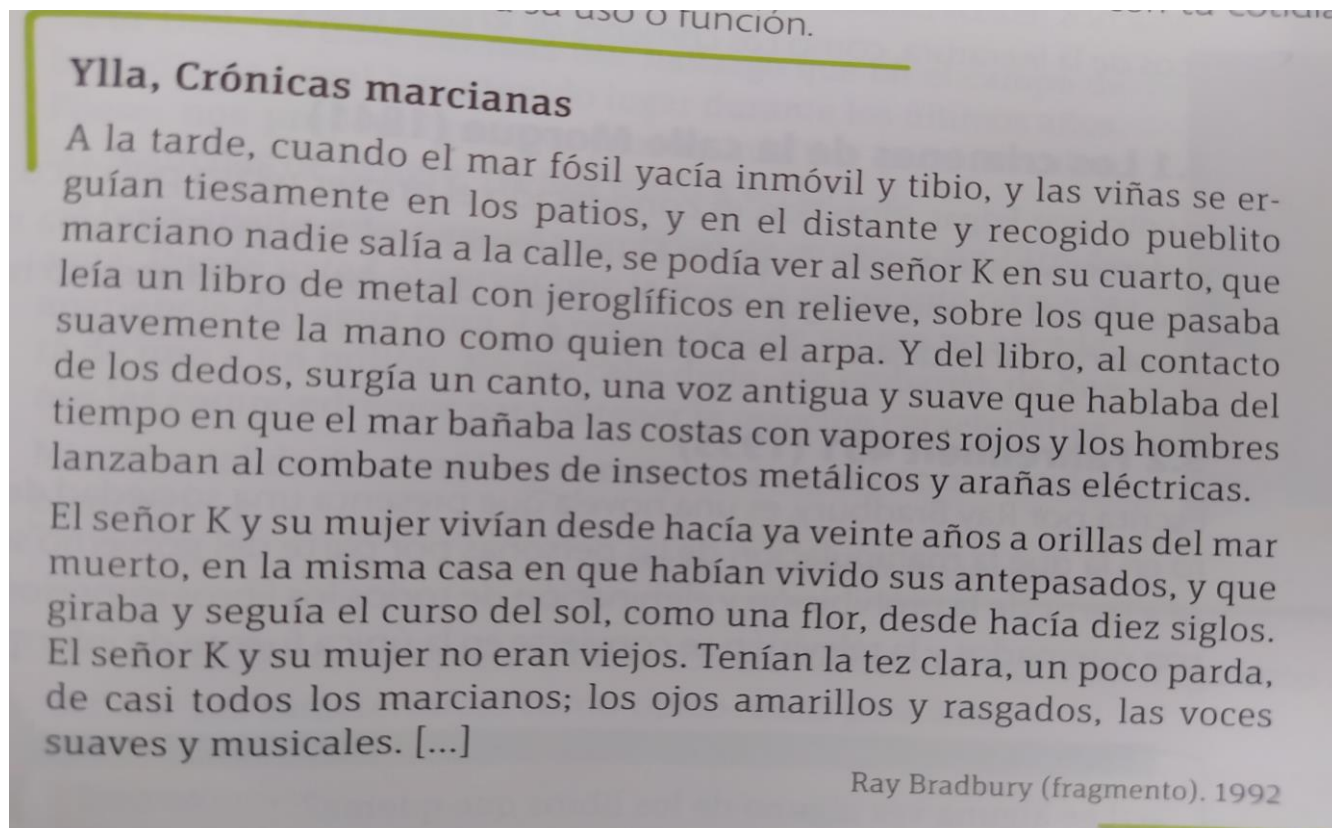 uso o función.
Ylla, Crónicas marcianas
A la tarde, cuando el mar fósil yacía inmóvil y tibio, y las viñas se er-
guían tiesamente en los patios, y en el distante y recogido pueblito
marciano nadie salía a la calle, se podía ver al señor K en su cuarto, que
leía un libro de metal con jeroglíficos en relieve, sobre los que pasaba
suavemente la mano como quien toca el arpa. Y del libro, al contacto
de los dedos, surgía un canto, una voz antigua y suave que hablaba del
tiempo en que el mar bañaba las costas con vapores rojos y los hombres
lanzaban al combate nubes de insectos metálicos y arañas eléctricas.
El señor K y su mujer vivían desde hacía ya veinte años a orillas del mar
muerto, en la misma casa en que habían vivido sus antepasados, y que
giraba y seguía el curso del sol, como una flor, desde hacía diez siglos.
El señor K y su mujer no eran viejos. Tenían la tez clara, un poco parda,
de casi todos los marcianos; los ojos amarillos y rasgados, las voces
suaves y musicales. [...]
Ray Bradbury (fragmento). 1992